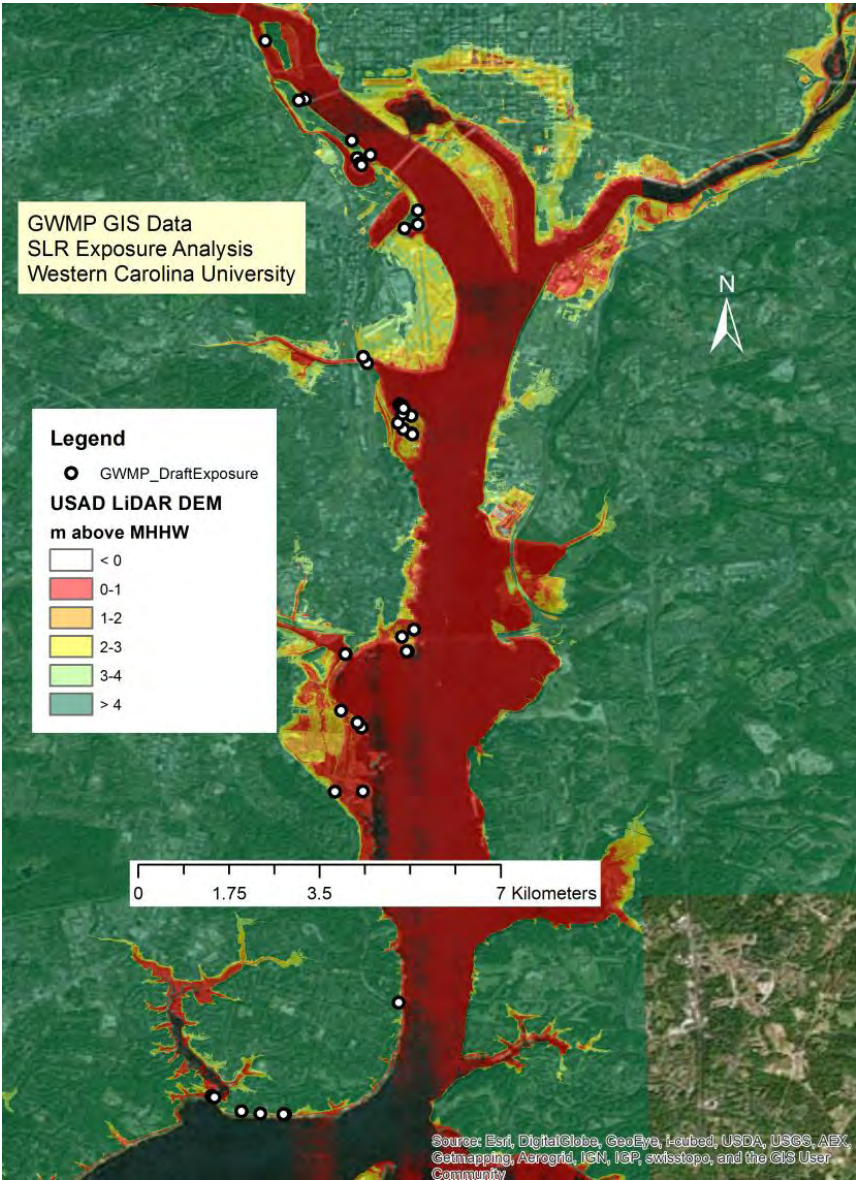 GWMP GIS Data
SLR Exposure Analysis
Western Carolina University
N
Legend
GWMP_DraftExposure
USAD LiDAR DEM
m above MHHW
< 0
0-1
1-2
2-3
3-4
> 4
0 1.75 3.5 7 Kilometers
Source: Esri, DigitalGlobe, GeoEye, i-cubed, USDA, USGS, AEX,
Getmapping, Aerogrid, IGN, IGP, swisstopo, and the GIS User
Community